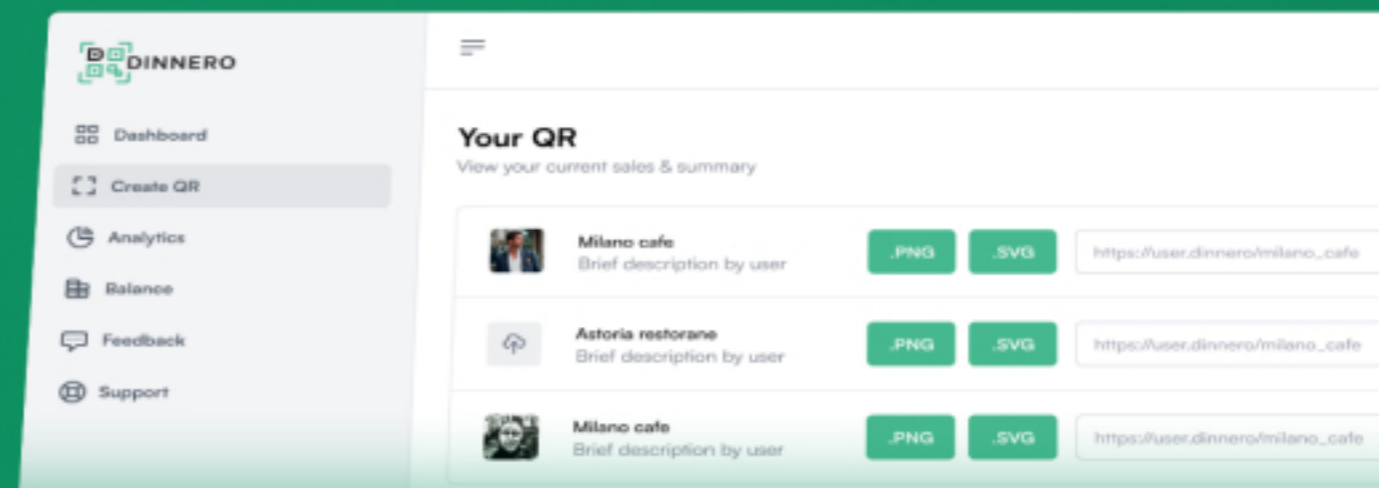 DINNERO
Dashboard
Create QR
Analytics
Balance
Feedback
Support
Your QR
View your current sales & summary
Milano cafe
Brief description by user
.PNG
.SVG
https://user.dinnero/milano_cafe
Astoria restorane
Brief description by user
.PNG
.SVG
https://user.dinnero/milano_cafe
Milano cafe
Brief description by user
.PNG
.SVG
https://user.dinnero/milano_cafe